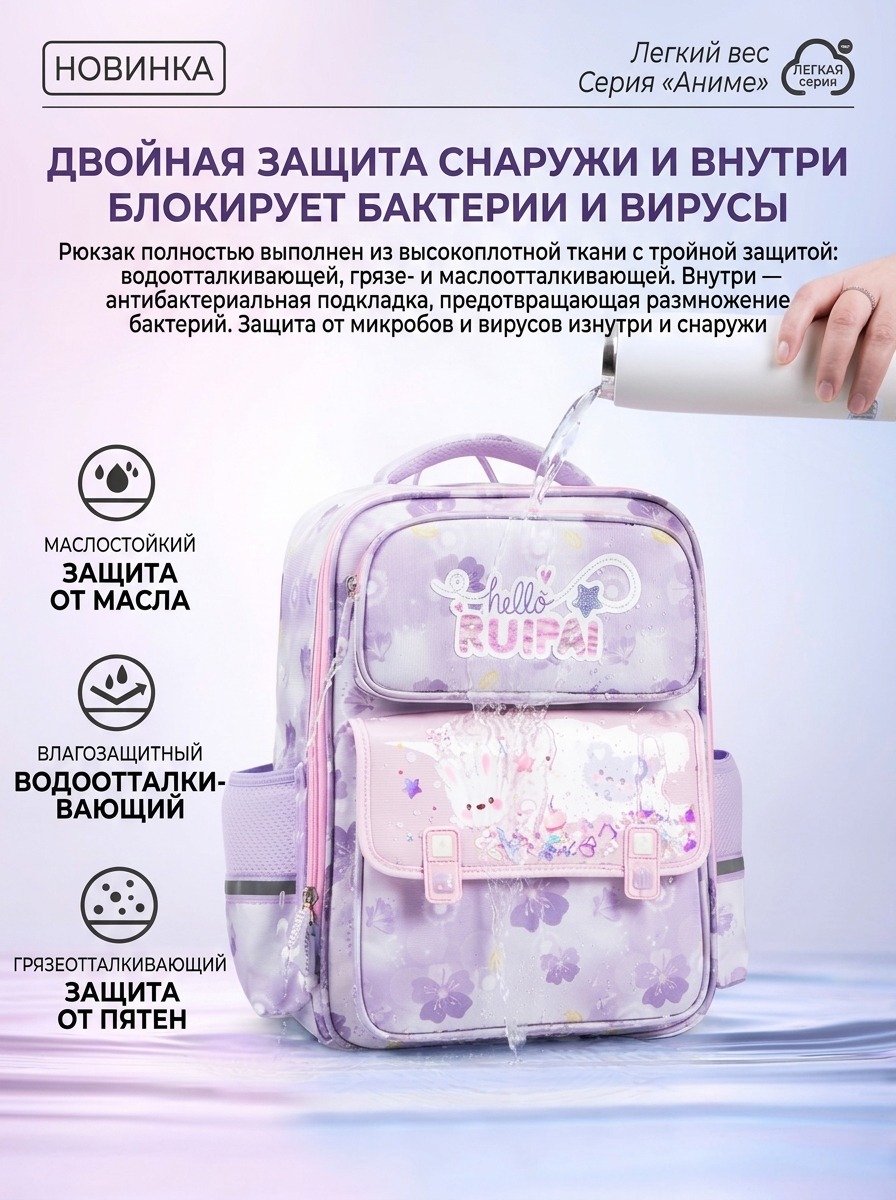 НОВИНКА
Легкий вес
Серия «Аниме»
ЛЕГКАЯ
серия
ДВОЙНАЯ ЗАЩИТА СНАРУЖИ И ВНУТРИ
БЛОКИРУЕТ БАКТЕРИИ И ВИРУСЫ
Рюкзак полностью выполнен из высокоплотной ткани с тройной защитой:
водоотталкивающей, грязе- и маслоотталкивающей. Внутри —
антибактериальная подкладка, предотвращающая размножение
бактерий. Защита от микробов и вирусов изнутри и снаружи
МАСЛОСТОЙКИЙ
ЗАЩИТА
ОТ МАСЛА
ВЛАГОЗАЩИТНЫЙ
ВОДООТТАЛКИ-
ВАЮЩИЙ
ГРЯЗЕОТТАЛКИВАЮЩИЙ
ЗАЩИТА
ОТ ПЯТЕН
hello
RUIPAI